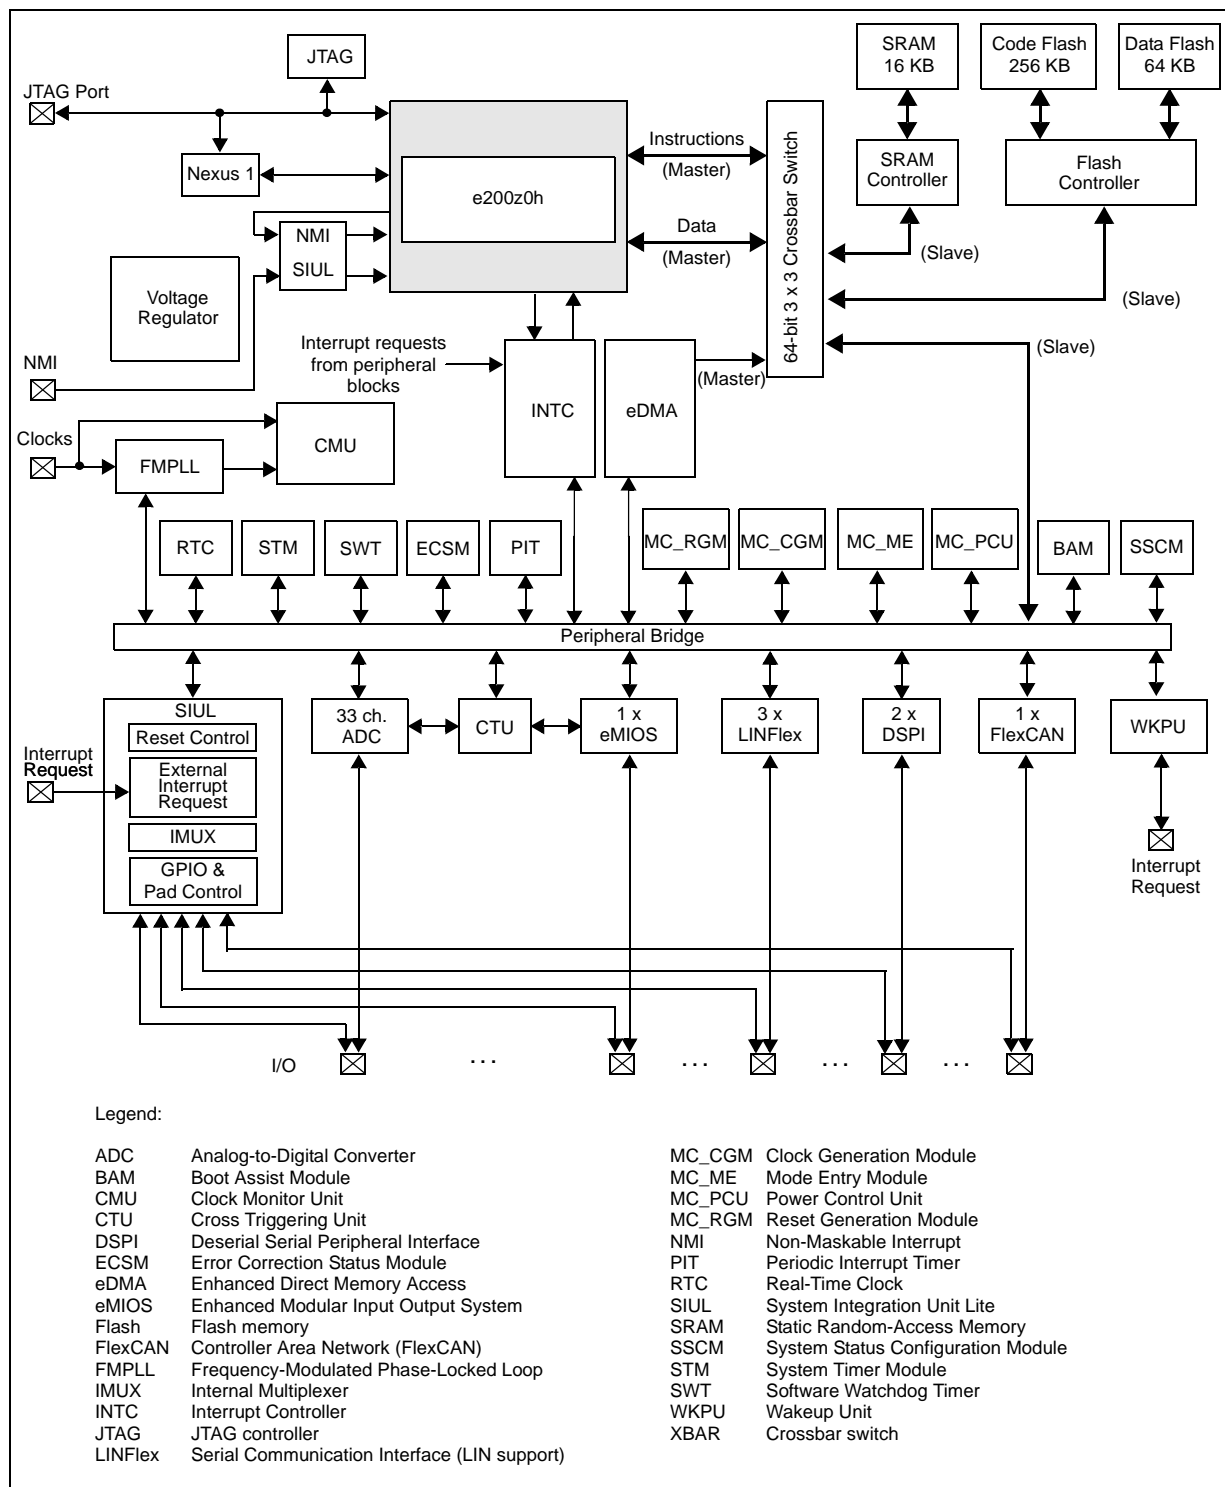 JTAG
JTAG Port
Nexus 1
e200z0h
NMI
SIUL
Voltage
Regulator
NMI
Instructions
(Master)
Data
(Master)
64-bit 3 x 3 Crossbar Switch
SRAM
16 KB
Code Flash
256 KB
Data Flash
64 KB
SRAM
Controller
Flash
Controller
(Slave)
(Slave)
(Slave)
Interrupt requests
from peripheral
blocks
INTC
eDMA
(Master)
Clocks
FMPLL
CMU
RTC
STM
SWT
ECSM
PIT
MC_RGM
MC_CGM
MC_ME
MC_PCU
BAM
SSCM
Peripheral Bridge
SIUL
Reset Control
External
Interrupt
Request
IMUX
GPIO &
Pad Control
Interrupt
Request
33 ch.
ADC
CTU
1 x
eMIOS
3 x
LINFlex
2 x
DSPI
1 x
FlexCAN
WKPU
Interrupt
Request
I/O
. . .
. . .
. . .
. . .
Legend:
ADC Analog-to-Digital Converter
BAM Boot Assist Module
CMU Clock Monitor Unit
CTU Cross Triggering Unit
DSPI Deserial Serial Peripheral Interface
ECSM Error Correction Status Module
eDMA Enhanced Direct Memory Access
eMIOS Enhanced Modular Input Output System
Flash Flash memory
FlexCAN Controller Area Network (FlexCAN)
FMPLL Frequency-Modulated Phase-Locked Loop
IMUX Internal Multiplexer
INTC Interrupt Controller
JTAG JTAG controller
LINFlex Serial Communication Interface (LIN support)
MC_CGM Clock Generation Module
MC_ME Mode Entry Module
MC_PCU Power Control Unit
MC_RGM Reset Generation Module
NMI Non-Maskable Interrupt
PIT Periodic Interrupt Timer
RTC Real-Time Clock
SIUL System Integration Unit Lite
SRAM Static Random-Access Memory
SSCM System Status Configuration Module
STM System Timer Module
SWT Software Watchdog Timer
WKPU Wakeup Unit
XBAR Crossbar switch